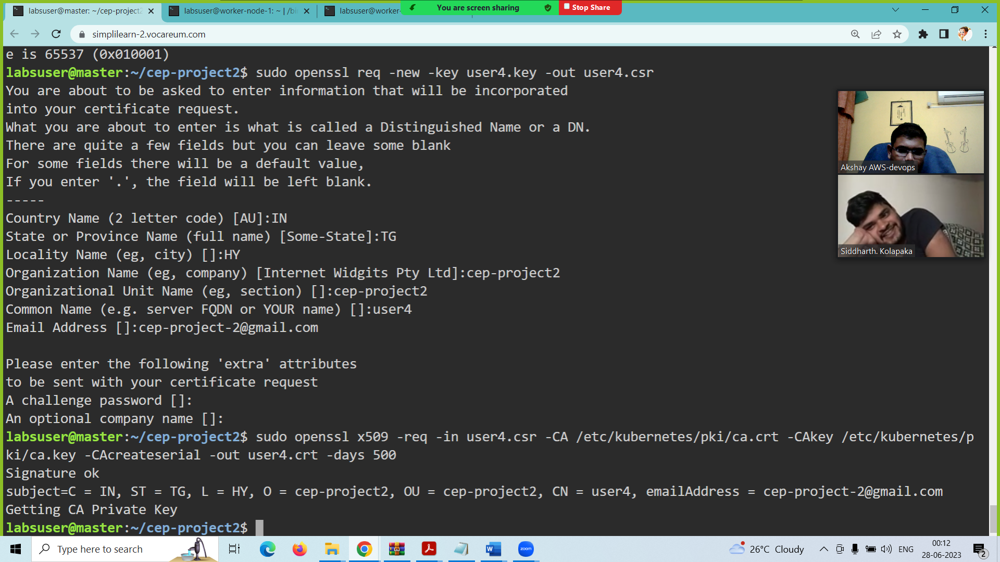 labsuser@master: ~/cep-project2
labsuser@worker-node-1: ~ | /bi
labsuser@worker-
You are screen sharing
Stop Share
simplilearn-2.vocareum.com
e is 65537 (0x010001)
labsuser@master:~/cep-project2$ sudo openssl req -new -key user4.key -out user4.csr
You are about to be asked to enter information that will be incorporated
into your certificate request.
What you are about to enter is what is called a Distinguished Name or a DN.
There are quite a few fields but you can leave some blank
For some fields there will be a default value,
If you enter '.', the field will be left blank.
-----
Country Name (2 letter code) [AU]:IN
State or Province Name (full name) [Some-State]:TG
Locality Name (eg, city) []:HY
Organization Name (eg, company) [Internet Widgits Pty Ltd]:cep-project2
Organizational Unit Name (eg, section) []:cep-project2
Common Name (e.g. server FQDN or YOUR name) []:user4
Email Address []:cep-project-2@gmail.com
Please enter the following 'extra' attributes
to be sent with your certificate request
A challenge password []:
An optional company name []:
labsuser@master:~/cep-project2$ sudo openssl x509 -req -in user4.csr -CA /etc/kubernetes/pki/ca.crt -CAkey /etc/kubernetes/p
ki/ca.key -CAcreateserial -out user4.crt -days 500
Signature ok
subject=C = IN, ST = TG, L = HY, O = cep-project2, OU = cep-project2, CN = user4, emailAddress = cep-project-2@gmail.com
Getting CA Private Key
labsuser@master:~/cep-project2$
Akshay AWS-devops
Siddharth. Kolapaka
Type here to search
zoom
26°C Cloudy
ENG
00:12
28-06-2023
2